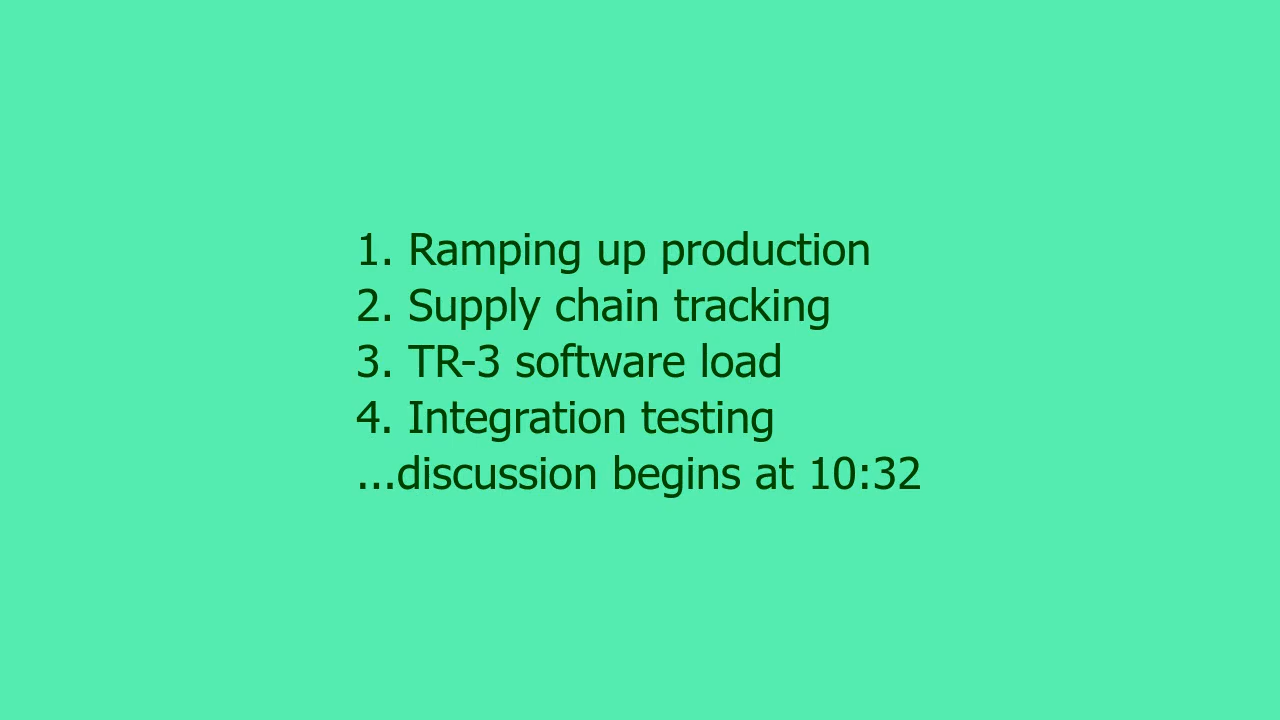 1. Ramping up production
2. Supply chain tracking
3. TR-3 software load
4. Integration testing
...discussion begins at 10:32